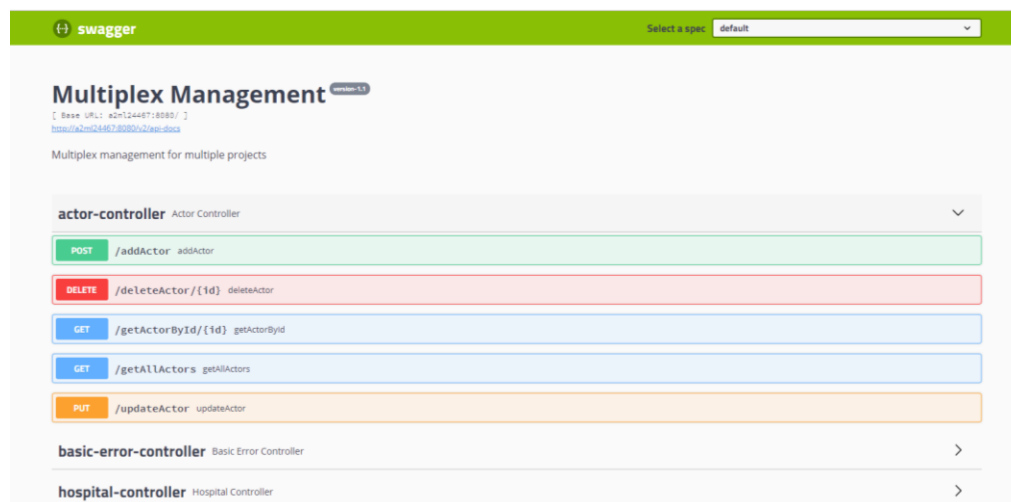 {-} swagger Select a spec default
Multiplex Management version-1.1
[ Base URL: a2ml24467:8080/ ]
http://a2ml24467:8080/v2/api-docs
Multiplex management for multiple projects
actor-controller Actor Controller
POST /addActor addActor
DELETE /deleteActor/{id} deleteActor
GET /getActorById/{id} getActorById
GET /getAllActors getAllActors
PUT /updateActor updateActor
basic-error-controller Basic Error Controller
hospital-controller Hospital Controller